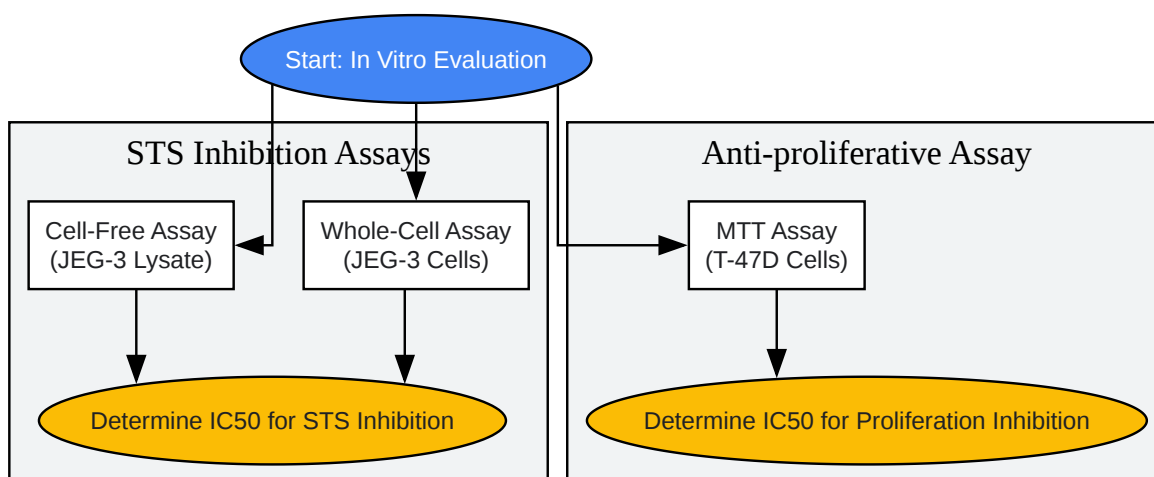 Start: In Vitro Evaluation
STS Inhibition Assays
Cell-Free Assay
(JEG-3 Lysate)
Whole-Cell Assay
(JEG-3 Cells)
Determine IC50 for STS Inhibition
Anti-proliferative Assay
MTT Assay
(T-47D Cells)
Determine IC50 for Proliferation Inhibition